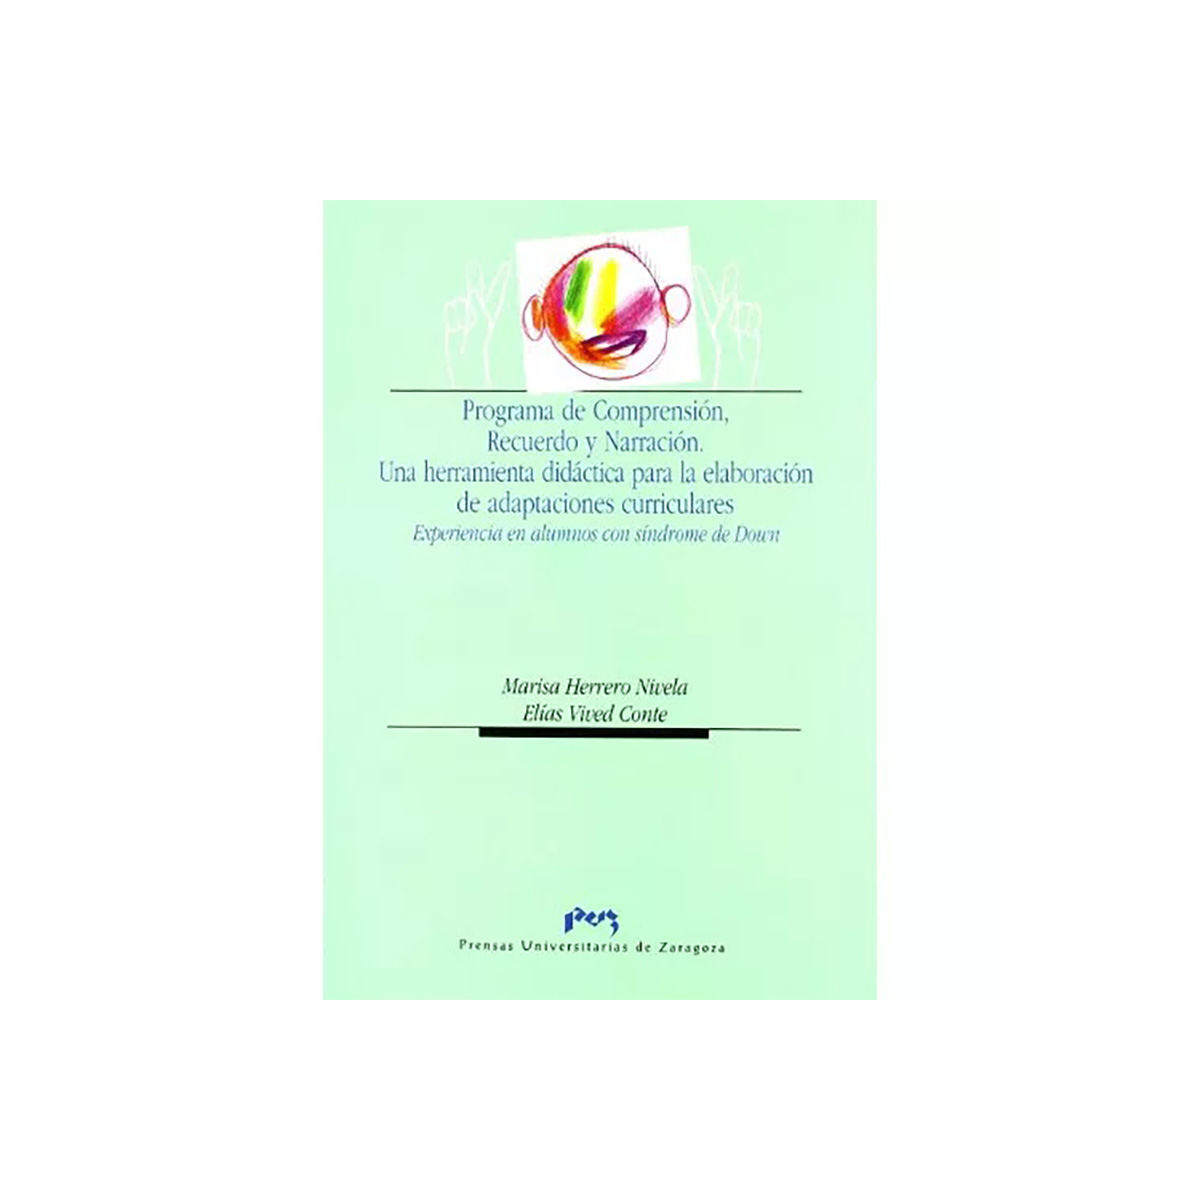 Programa de Comprensión,
Recuerdo y Narración.
Una herramienta didáctica para la elaboración
de adaptaciones curriculares
Experiencia en alumnos con síndrome de Down
Marisa Herrero Nivela
Elías Vived Conte
puz
Prensas Universitarias de Zaragoza